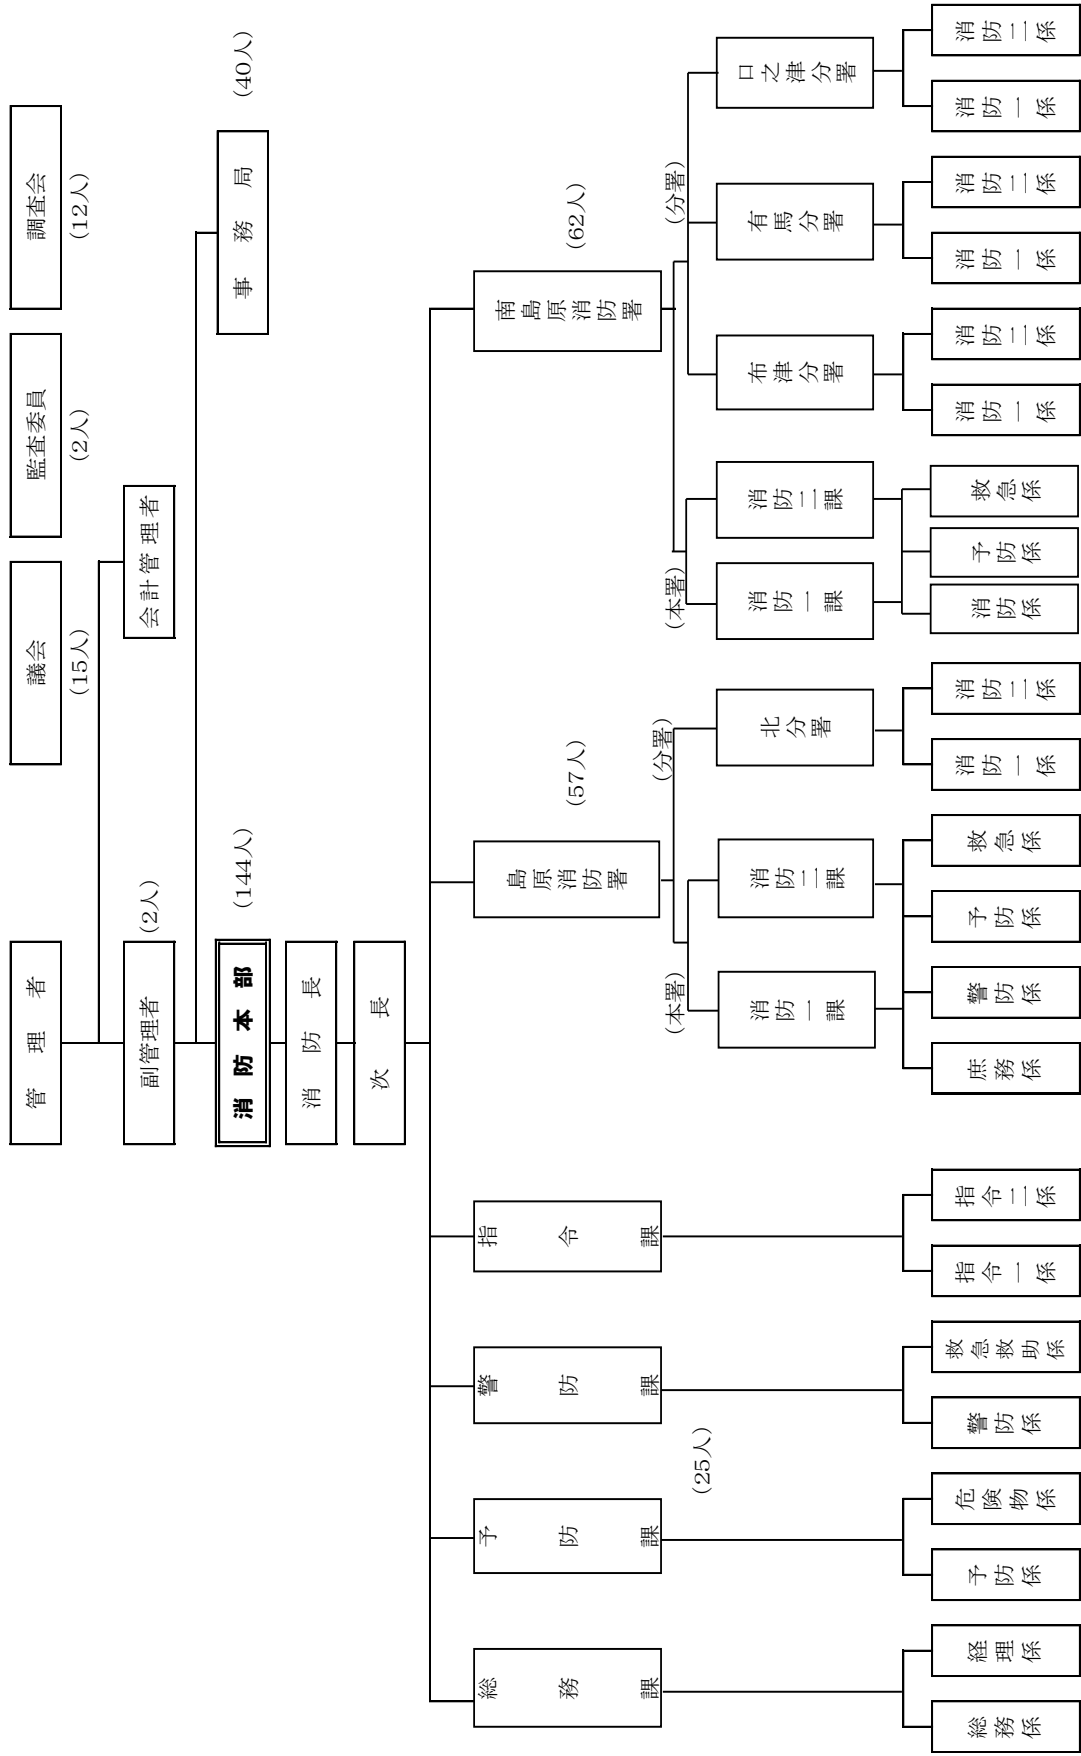 管理者
議会
(15人)
監査委員
(2人)
調査会
(12人)
会計管理者
副管理者
(2人)
事務局
(40人)
消防本部
(144人)
消防長
次長
総務課
予防課
警防課
指令課
(25人)
島原消防署
(57人)
南島原消防署
(62人)
(本署)
(分署)
(本署)
(分署)
消防一課
消防二課
北分署
消防一課
消防二課
布津分署
有馬分署
口之津分署
総務係
経理係
予防係
危険物係
警防係
救急救助係
指令一係
指令二係
庶務係
警防係
予防係
救急係
消防一係
消防二係
消防係
予防係
救急係
消防一係
消防二係
消防一係
消防二係
消防一係
消防二係